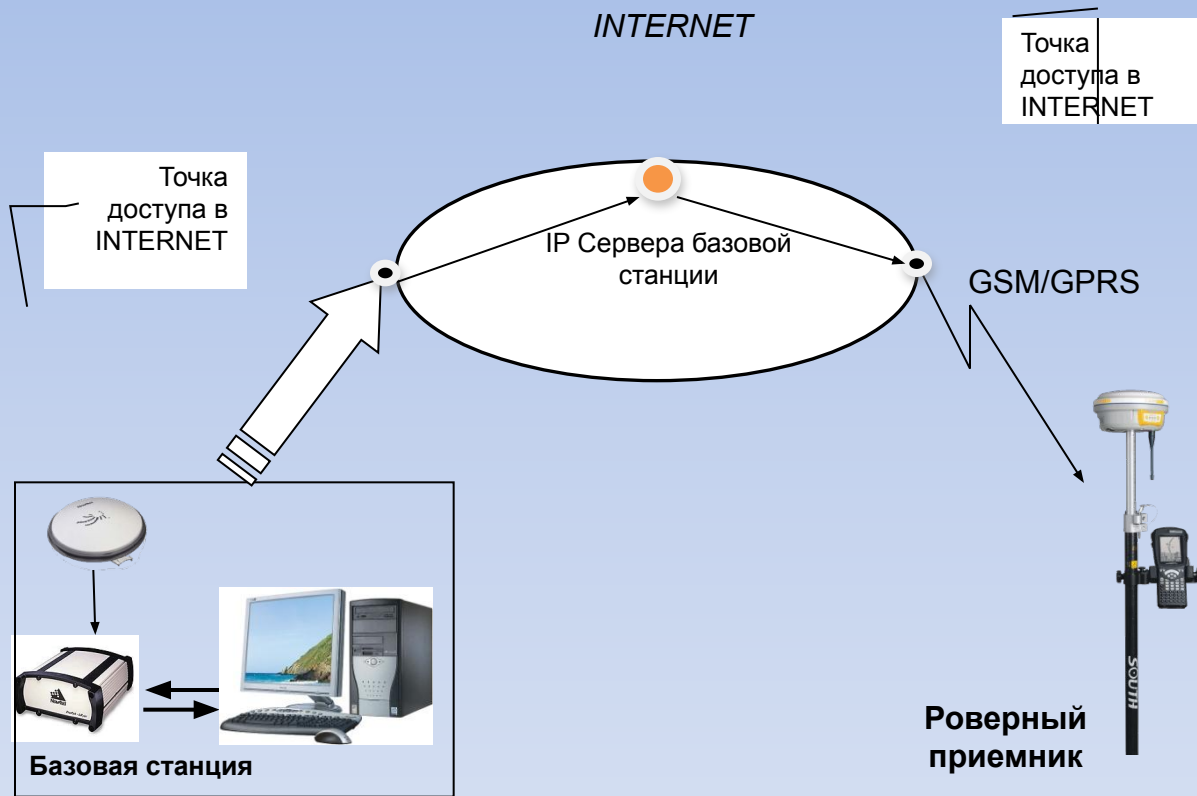 INTERNET
Точка
доступа в
INTERNET
Точка
доступа в
INTERNET
IP Сервера базовой
станции
GSM/GPRS
SOUTH
Роверный
приемник
Базовая станция